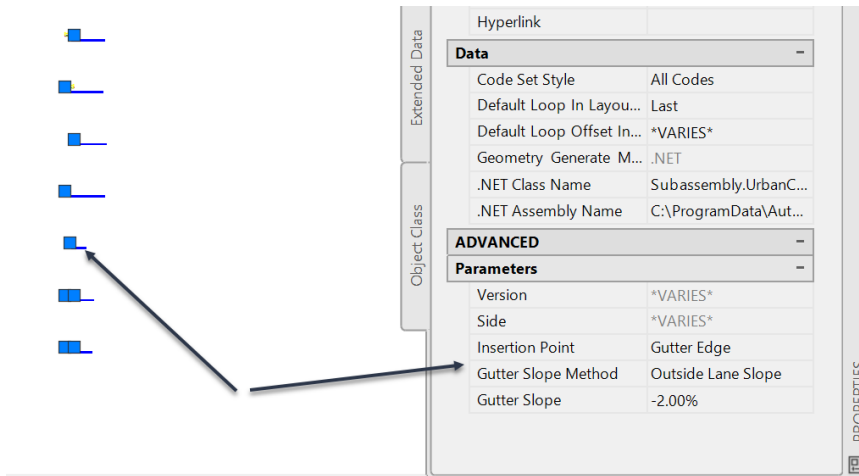 Extended Data
Object Class
Hyperlink
Data
Code Set Style All Codes
Default Loop In Layou... Last
Default Loop Offset In... *VARIES*
Geometry Generate M... .NET
.NET Class Name Subassembly.UrbanC...
.NET Assembly Name C:\ProgramData\Aut...
ADVANCED
Parameters
Version *VARIES*
Side *VARIES*
Insertion Point Gutter Edge
Gutter Slope Method Outside Lane Slope
Gutter Slope -2.00%
PROPERTIES